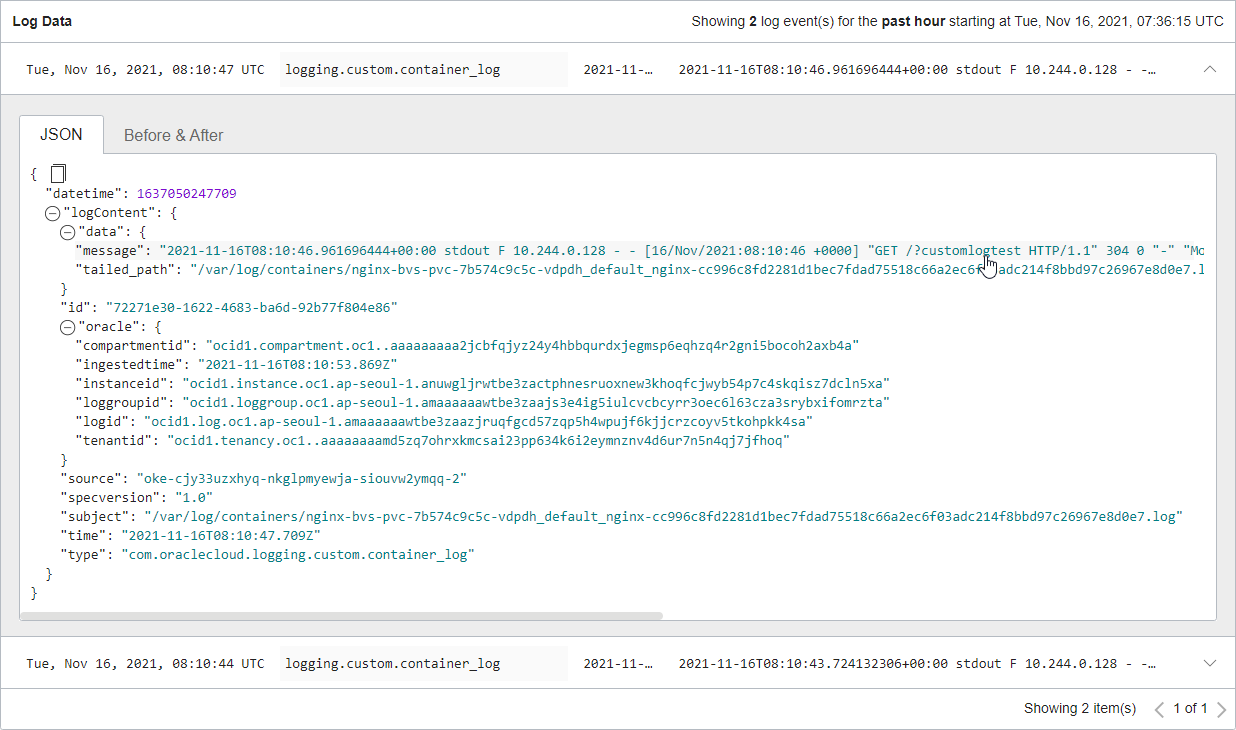 Log Data
Showing 2 log event(s) for the past hour starting at Tue, Nov 16, 2021, 07:36:15 UTC
Tue, Nov 16, 2021, 08:10:47 UTC logging.custom.container_log 2021-11-… 2021-11-16T08:10:46.961696444+00:00 stdout F 10.244.0.128 - -…
JSON Before & After
{
"datetime": 1637050247709
"logContent": {
"data": {
"message": "2021-11-16T08:10:46.961696444+00:00 stdout F 10.244.0.128 - - [16/Nov/2021:08:10:46 +0000] "GET /?customlogtest HTTP/1.1" 304 0 "-" "Mo
"tailed_path": "/var/log/containers/nginx-bvs-pvc-7b574c9c5c-vdpdh_default_nginx-cc996c8fd2281d1bec7fdad75518c66a2ec6f03adc214f8bbd97c26967e8d0e7.l
}
"id": "72271e30-1622-4683-ba6d-92b77f804e86"
"oracle": {
"compartmentid": "ocid1.compartment.oc1..aaaaaaaaa2jcbfqjyz24y4hbbqurdxjegmsp6eqhzq4r2gni5bocoh2axb4a"
"ingestedtime": "2021-11-16T08:10:53.869Z"
"instanceid": "ocid1.instance.oc1.ap-seoul-1.anuwgljrwtbe3zactphnesruoxnew3khoqfcjwyb54p7c4skqisz7dcln5xa"
"loggroupid": "ocid1.loggroup.oc1.ap-seoul-1.amaaaaaawtbe3zaajs3e4ig5iulcvcbcyrr3oec6l63cza3srybxifomrzta"
"logid": "ocid1.log.oc1.ap-seoul-1.amaaaaaawtbe3zaazjruqfgcd57zqp5h4wpujf6kjjcrzcoyv5tkohpkk4sa"
"tenantid": "ocid1.tenancy.oc1..aaaaaaaamd5zq7ohrxkmcsai23pp634k6i2eymnznv4d6ur7n5n4qj7jfhoq"
}
"source": "oke-cjy33uzxhyq-nkglpmyewja-siouvw2ymqq-2"
"specversion": "1.0"
"subject": "/var/log/containers/nginx-bvs-pvc-7b574c9c5c-vdpdh_default_nginx-cc996c8fd2281d1bec7fdad75518c66a2ec6f03adc214f8bbd97c26967e8d0e7.log"
"time": "2021-11-16T08:10:47.709Z"
"type": "com.oraclecloud.logging.custom.container_log"
}
}
Tue, Nov 16, 2021, 08:10:44 UTC logging.custom.container_log 2021-11-… 2021-11-16T08:10:43.724132306+00:00 stdout F 10.244.0.128 - -…
Showing 2 item(s) 1 of 1